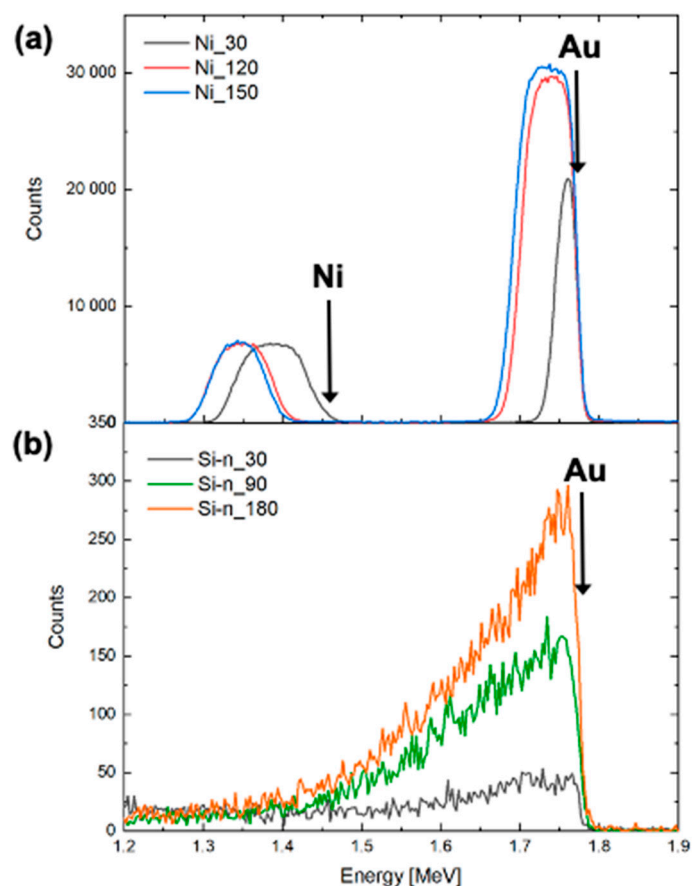 (a)
Ni_30
Ni_120
Ni_150
Au
Ni
30 000
20 000
10 000
Counts
(b)
Si-n_30
Si-n_90
Si-n_180
Au
350
300
250
200
150
100
50
0
Counts
1.2 1.3 1.4 1.5 1.6 1.7 1.8 1.9
Energy [MeV]